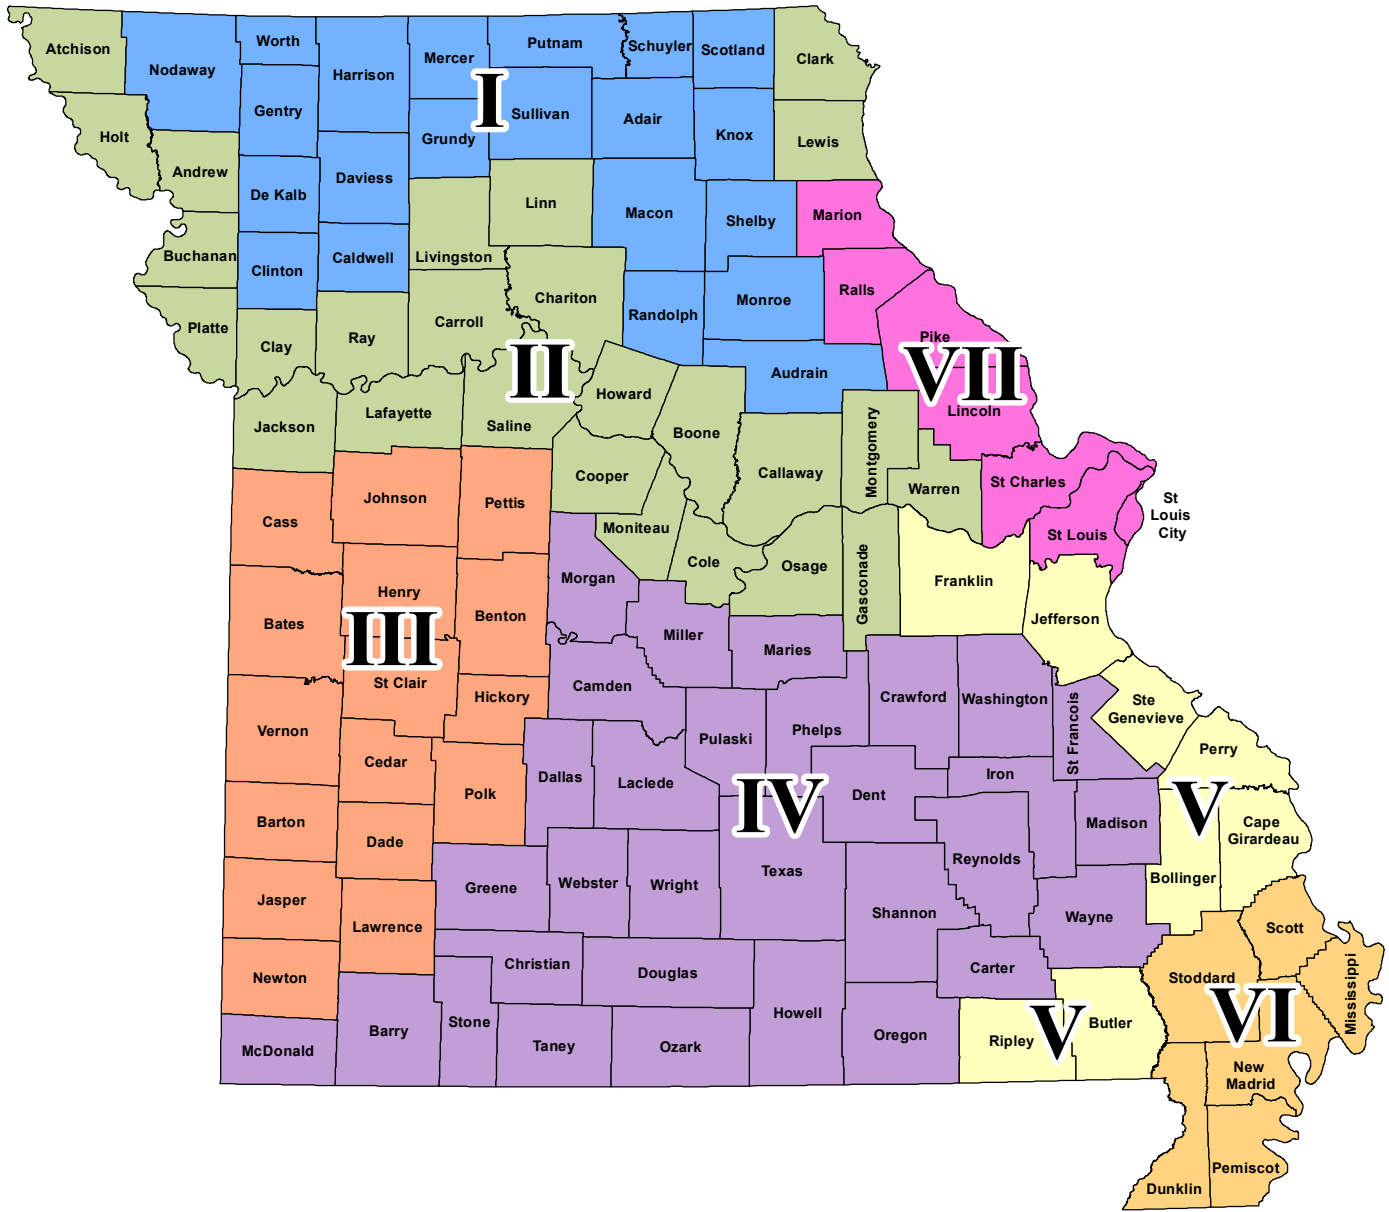 Atchison
Nodaway
Worth
Harrison
Mercer
Putnam
Schuyler
Scotland
Clark
Gentry
I
Sullivan
Adair
Knox
Lewis
Holt
Grundy
Andrew
De Kalb
Daviess
Linn
Macon
Shelby
Marion
Buchanan
Clinton
Caldwell
Livingston
Chariton
Randolph
Monroe
Ralls
Platte
Clay
Ray
Carroll
II
Howard
Audrain
Pike
VII
Lincoln
Jackson
Lafayette
Saline
Boone
Callaway
Montgomery
Warren
St Charles
St
Louis
City
St Louis
Cass
Johnson
Pettis
Cooper
Moniteau
Cole
Osage
Gasconade
Franklin
Jefferson
Bates
Henry
III
St Clair
Benton
Morgan
Miller
Maries
Camden
Hickory
Vernon
Cedar
Polk
Dallas
Laclede
Pulaski
Phelps
Crawford
Washington
St Francois
Ste
Genevieve
Perry
Barton
Dade
IV
Dent
Iron
Madison
V
Cape
Girardeau
Bollinger
Jasper
Lawrence
Greene
Webster
Wright
Texas
Shannon
Reynolds
Wayne
Scott
Newton
Christian
Douglas
Howell
Carter
Stoddard
Mississippi
McDonald
Barry
Stone
Taney
Ozark
Oregon
Ripley
V
Butler
VI
New
Madrid
Dunklin
Pemiscot